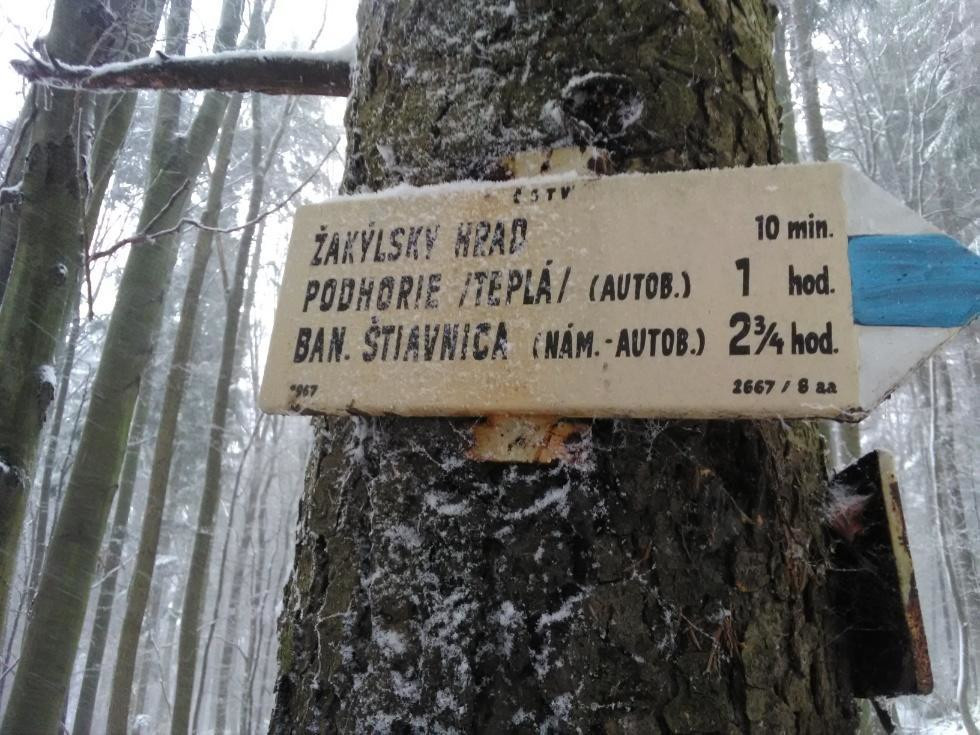 ČSTV
ŽAKÝLSKY HRAD 10 min.
PODHORIE /TEPLÁ/ (AUTOB.) 1 hod.
BAN. ŠTIAVNICA (NÁM.-AUTOB.) 2¾ hod.
2667 / 8 aa